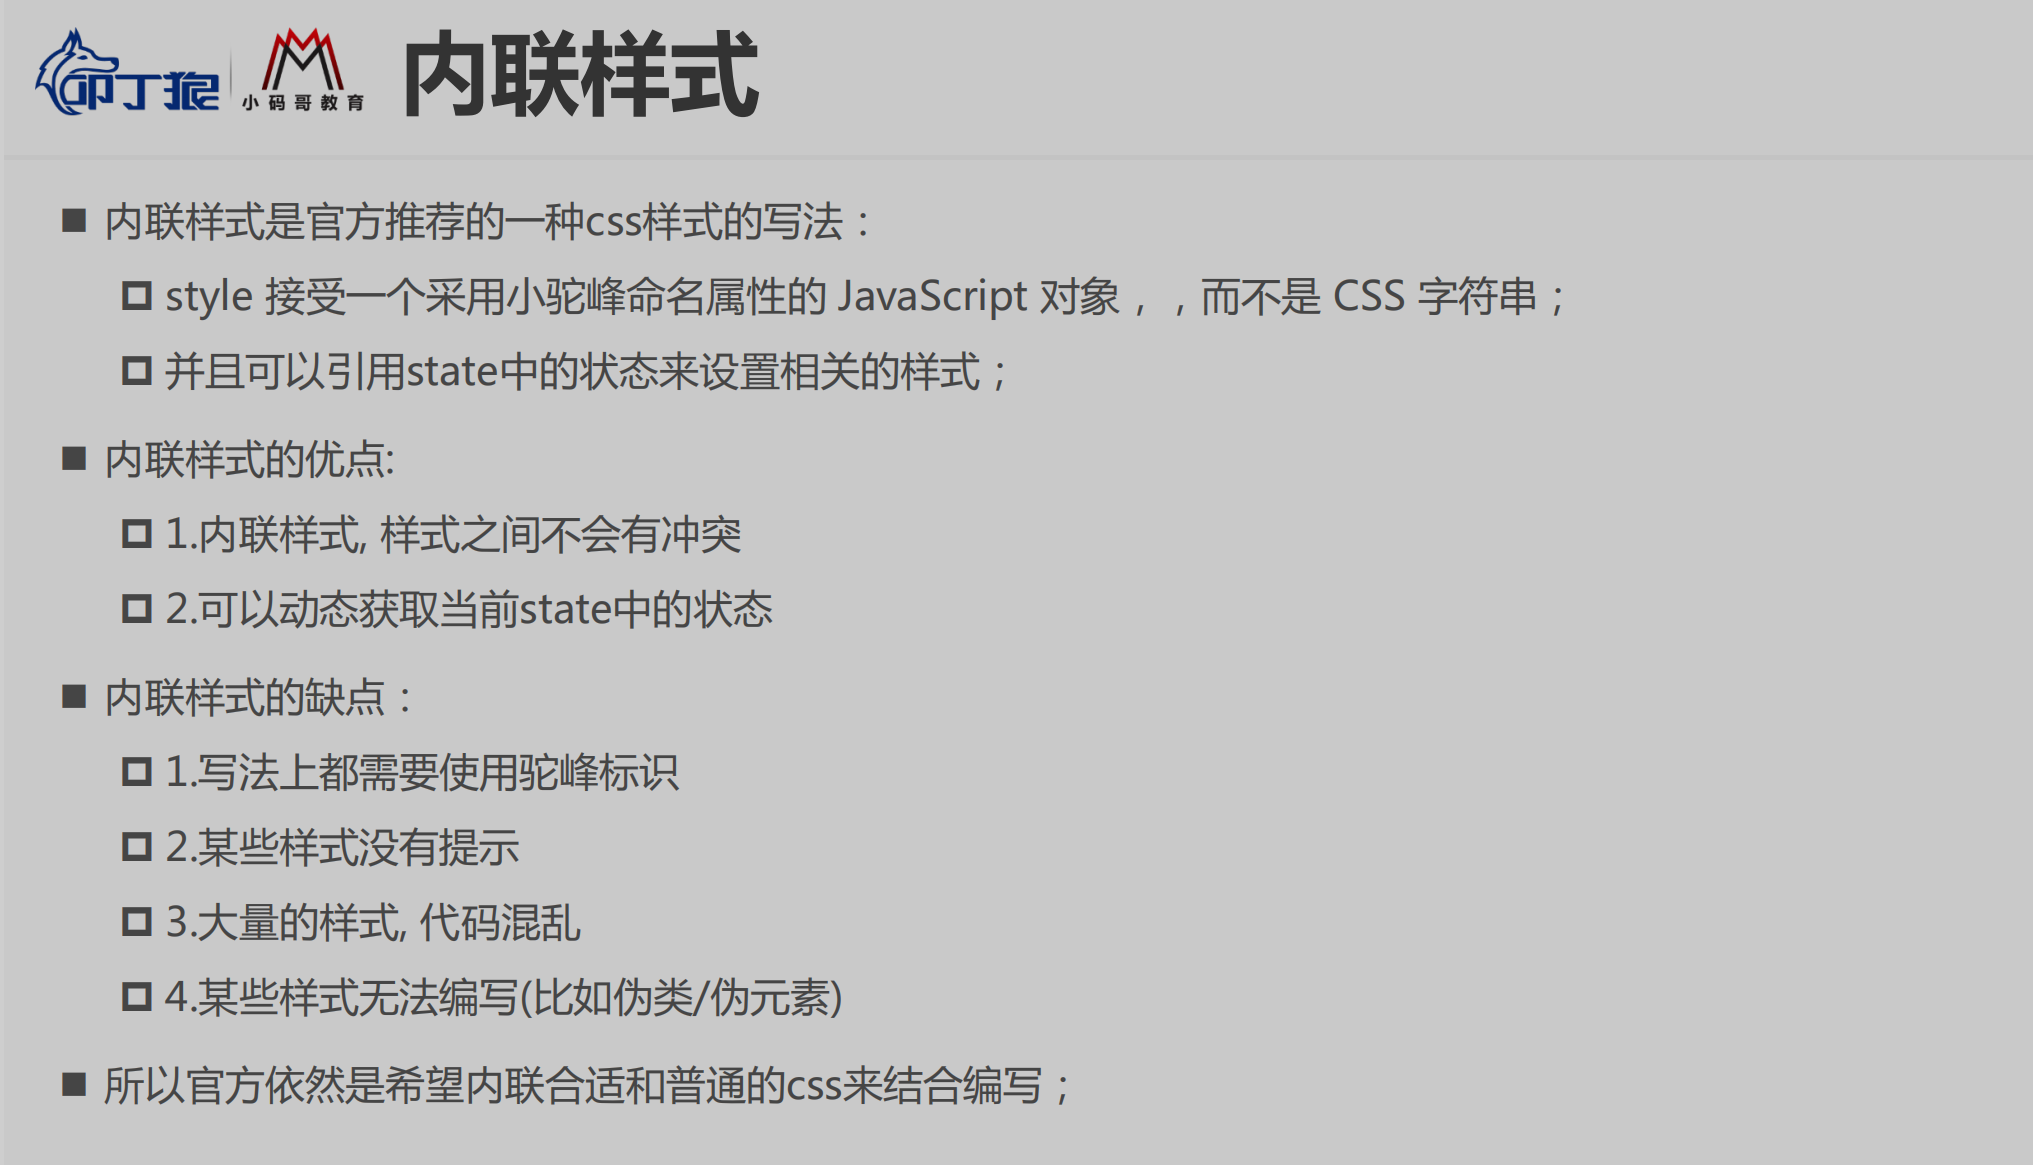 叩丁狼
小码哥教育
内联样式
内联样式是官方推荐的一种css样式的写法：
style 接受一个采用小驼峰命名属性的 JavaScript 对象，，而不是 CSS 字符串；
并且可以引用state中的状态来设置相关的样式；
内联样式的优点:
1.内联样式, 样式之间不会有冲突
2.可以动态获取当前state中的状态
内联样式的缺点：
1.写法上都需要使用驼峰标识
2.某些样式没有提示
3.大量的样式, 代码混乱
4.某些样式无法编写(比如伪类/伪元素)
所以官方依然是希望内联合适和普通的css来结合编写；